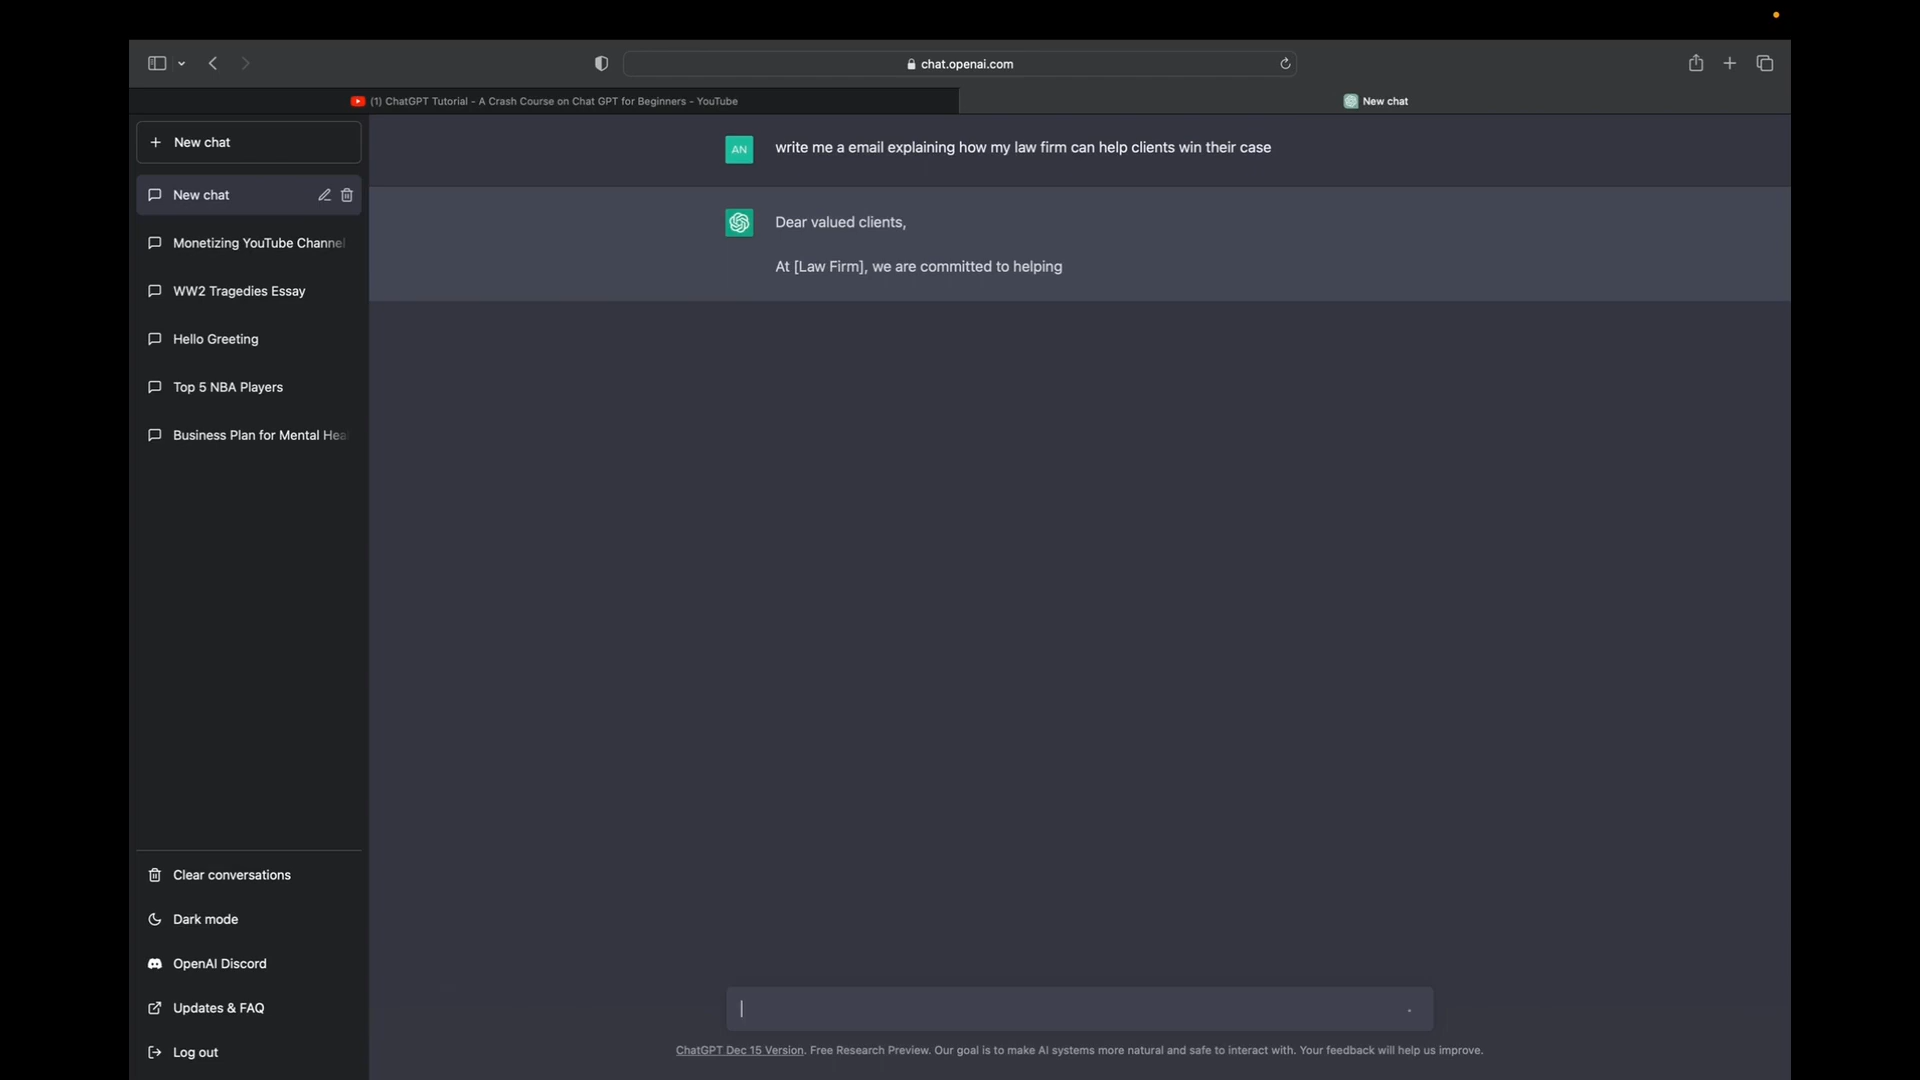 chat.openai.com
(1) ChatGPT Tutorial - A Crash Course on Chat GPT for Beginners - YouTube
New chat
New chat
New chat
Monetizing YouTube Channel
WW2 Tragedies Essay
Hello Greeting
Top 5 NBA Players
Business Plan for Mental Hea
AN
write me a email explaining how my law firm can help clients win their case
Dear valued clients,
At [Law Firm], we are committed to helping
Clear conversations
Dark mode
OpenAI Discord
Updates & FAQ
Log out
ChatGPT Dec 15 Version. Free Research Preview. Our goal is to make AI systems more natural and safe to interact with. Your feedback will help us improve.